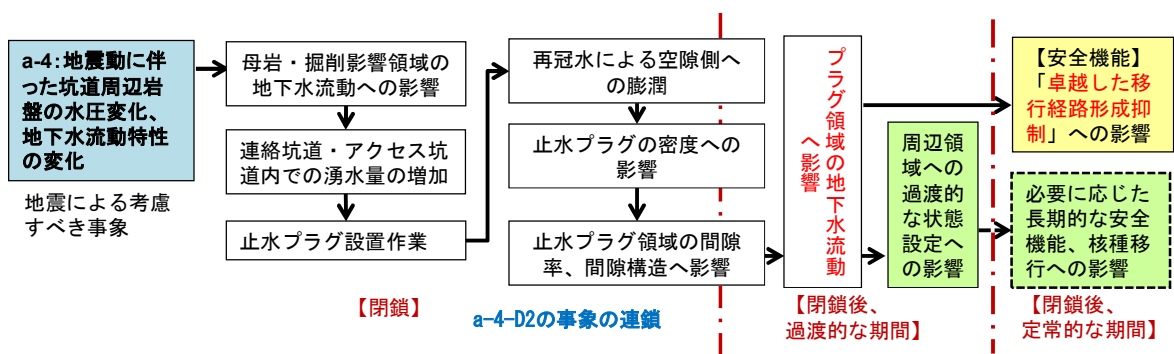 a-4:地震動に伴
った坑道周辺岩
盤の水圧変化、
地下水流動特性
の変化
地震による考慮
すべき事象
母岩・掘削影響領域の
地下水流動への影響
連絡坑道・アクセス坑
道内での湧水量の増加
止水プラグ設置作業
【閉鎖】
再冠水による空隙側へ
の膨潤
止水プラグの密度への
影響
止水プラグ領域の間隙
率、間隙構造へ影響
a-4-D2の事象の連鎖
プラグ領域の地下水流動
へ影響
周辺領
域への
過渡的
な状態
設定へ
の影響
【閉鎖後、
過渡的な期間】
【安全機能】
「卓越した移
行経路形成抑
制」への影響
必要に応じた
長期的な安全
機能、核種移
行への影響
【閉鎖後、
定常的な期間】